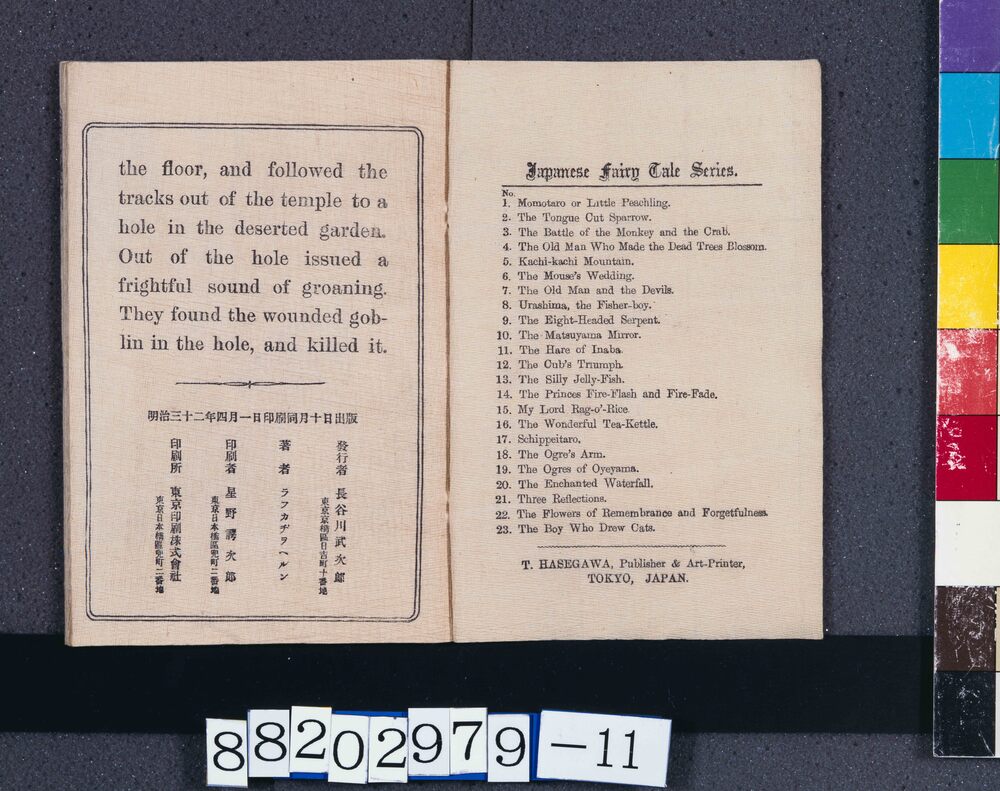 the floor, and followed the
tracks out of the temple to a
hole in the deserted garden.
Out of the hole issued a
frightful sound of groaning.
They found the wounded gob-
lin in the hole, and killed it.
明治三十二年四月一日印刷同月十日出版
發行者 長谷川武次郎
東京京橋區日吉町十番地
著者 ラフカヂヲヘルン
印刷者 星野 次郎
東京日本橋區兜町二番地
印刷所 東京印刷株式會社
東京日本橋區兜町二番地
Japanese Fairy Tale Series.
No.
1. Momotaro or Little Peachling.
2. The Tongue Cut Sparrow.
3. The Battle of the Monkey and the Crab.
4. The Old Man Who Made the Dead Trees Blossom.
5. Kachi-kachi Mountain.
6. The Mouse's Wedding.
7. The Old Man and the Devils.
8. Urashima, the Fisher-boy.
9. The Eight-Headed Serpent.
10. The Matsuyama Mirror.
11. The Hare of Inaba.
12. The Cub's Triumph.
13. The Silly Jelly-Fish.
14. The Princes Fire-Flash and Fire-Fade.
15. My Lord Bag-o'-Rice.
16. The Wonderful Tea-Kettle.
17. Schippeitaro.
18. The Ogre's Arm.
19. The Ogres of Oyeyama.
20. The Enchanted Waterfall.
21. Three Reflections.
22. The Flowers of Remembrance and Forgetfulness.
23. The Boy Who Drew Cats.
T. HASEGAWA, Publisher & Art-Printer,
TOKYO, JAPAN.
88202979-11